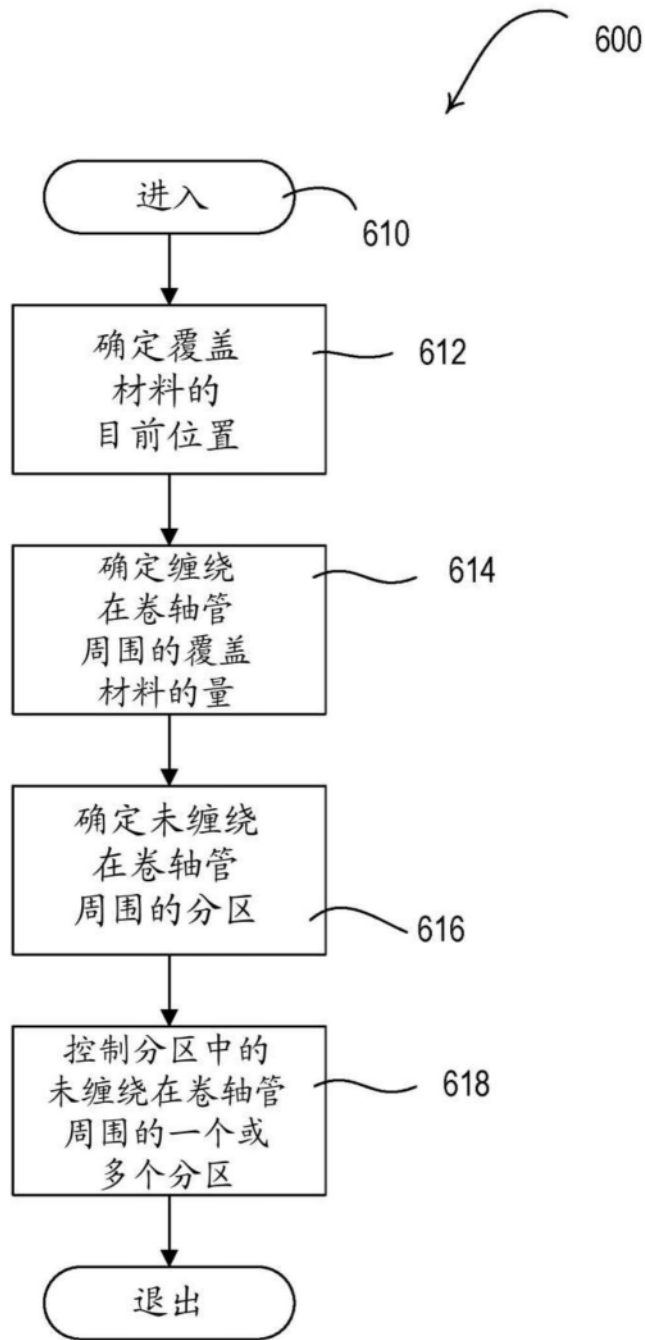 600
进入
610
确定覆盖
材料的
目前位置
612
确定缠绕
在卷轴管
周围的覆盖
材料的量
614
确定未缠绕
在卷轴管
周围的分区
616
控制分区中的
未缠绕在卷轴管
周围的一个或
多个分区
618
退出